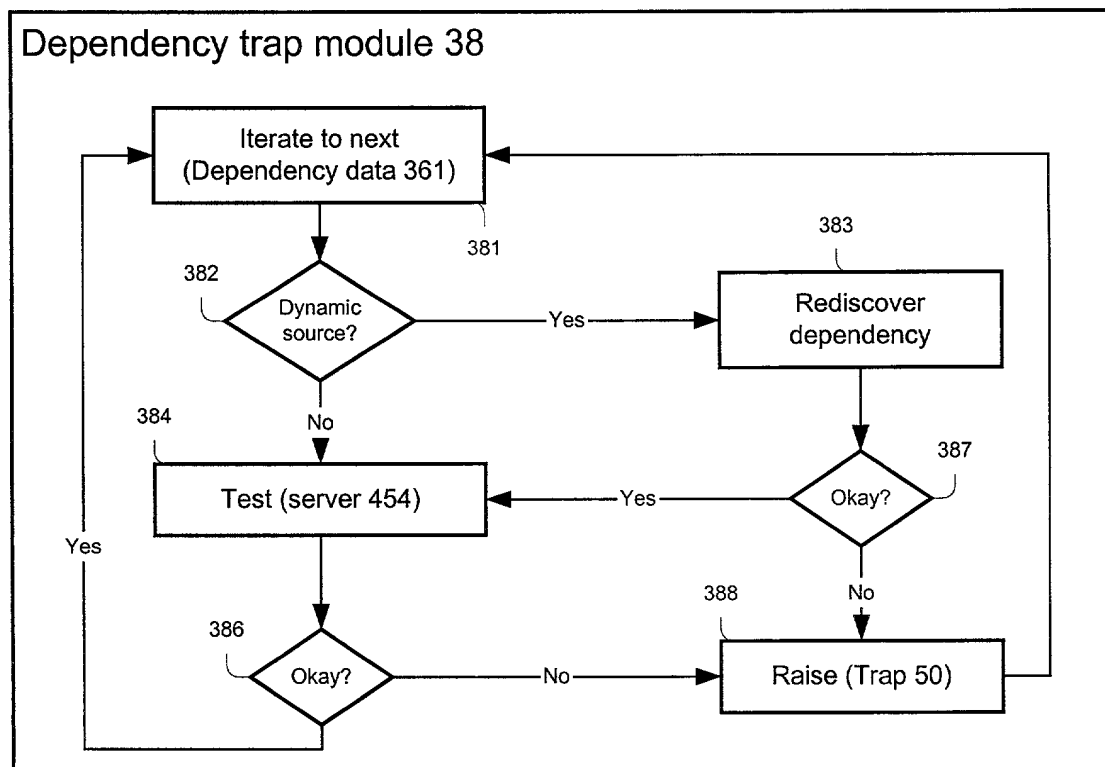 Dependency trap module 38
Iterate to next
(Dependency data 361)
381
382
Dynamic
source?
Yes
383
Rediscover
dependency
No
384
Test (server 454)
Yes
Okay?
387
Yes
No
386
Okay?
No
388
Raise (Trap 50)